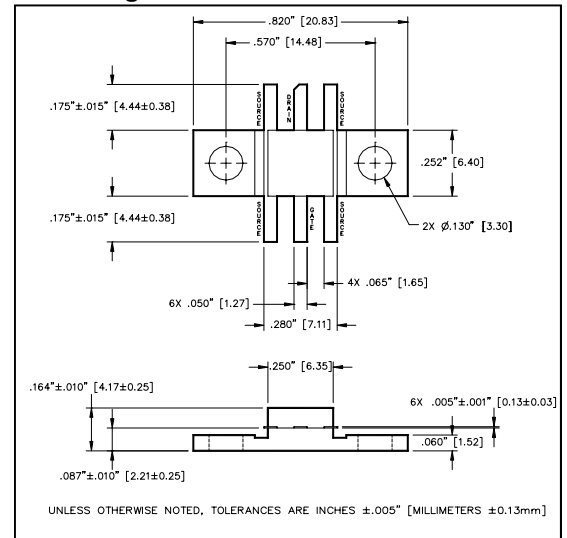 .820" [20.83]
.570" [14.48]
.175"±.015" [4.44±0.38]
SOURCE
DRAIN
SOURCE
.252" [6.40]
.175"±.015" [4.44±0.38]
SOURCE
GATE
SOURCE
2X Ø.130" [3.30]
4X .065" [1.65]
6X .050" [1.27]
.280" [7.11]
.250" [6.35]
.164"±.010" [4.17±0.25]
6X .005"±.001" [0.13±0.03]
.060" [1.52]
.087"±.010" [2.21±0.25]
UNLESS OTHERWISE NOTED, TOLERANCES ARE INCHES ±.005" [MILLIMETERS ±0.13mm]